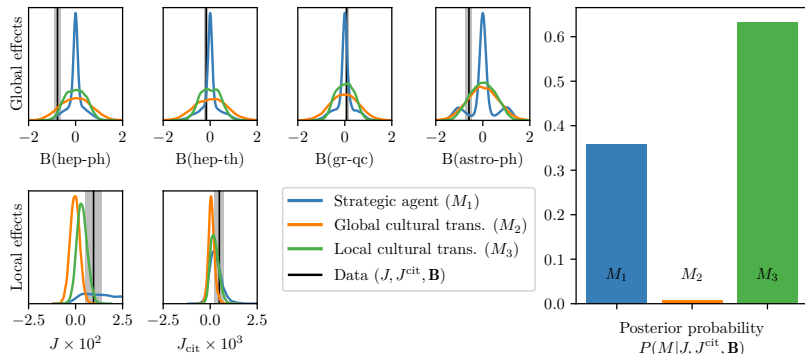 Global effects
−2 0 2
B(hep-ph)
−2 0 2
B(hep-th)
−2 0 2
B(gr-qc)
−2 0 2
B(astro-ph)
Local effects
−2.5 0.0 2.5
J × 10²
−2.5 0.0 2.5
J_cit × 10³
Strategic agent (M₁)
Global cultural trans. (M₂)
Local cultural trans. (M₃)
Data (J, J^cit, B)
0.6
0.5
0.4
0.3
0.2
0.1
0.0
M₁
M₂
M₃
Posterior probability
P(M|J, J^cit, B)